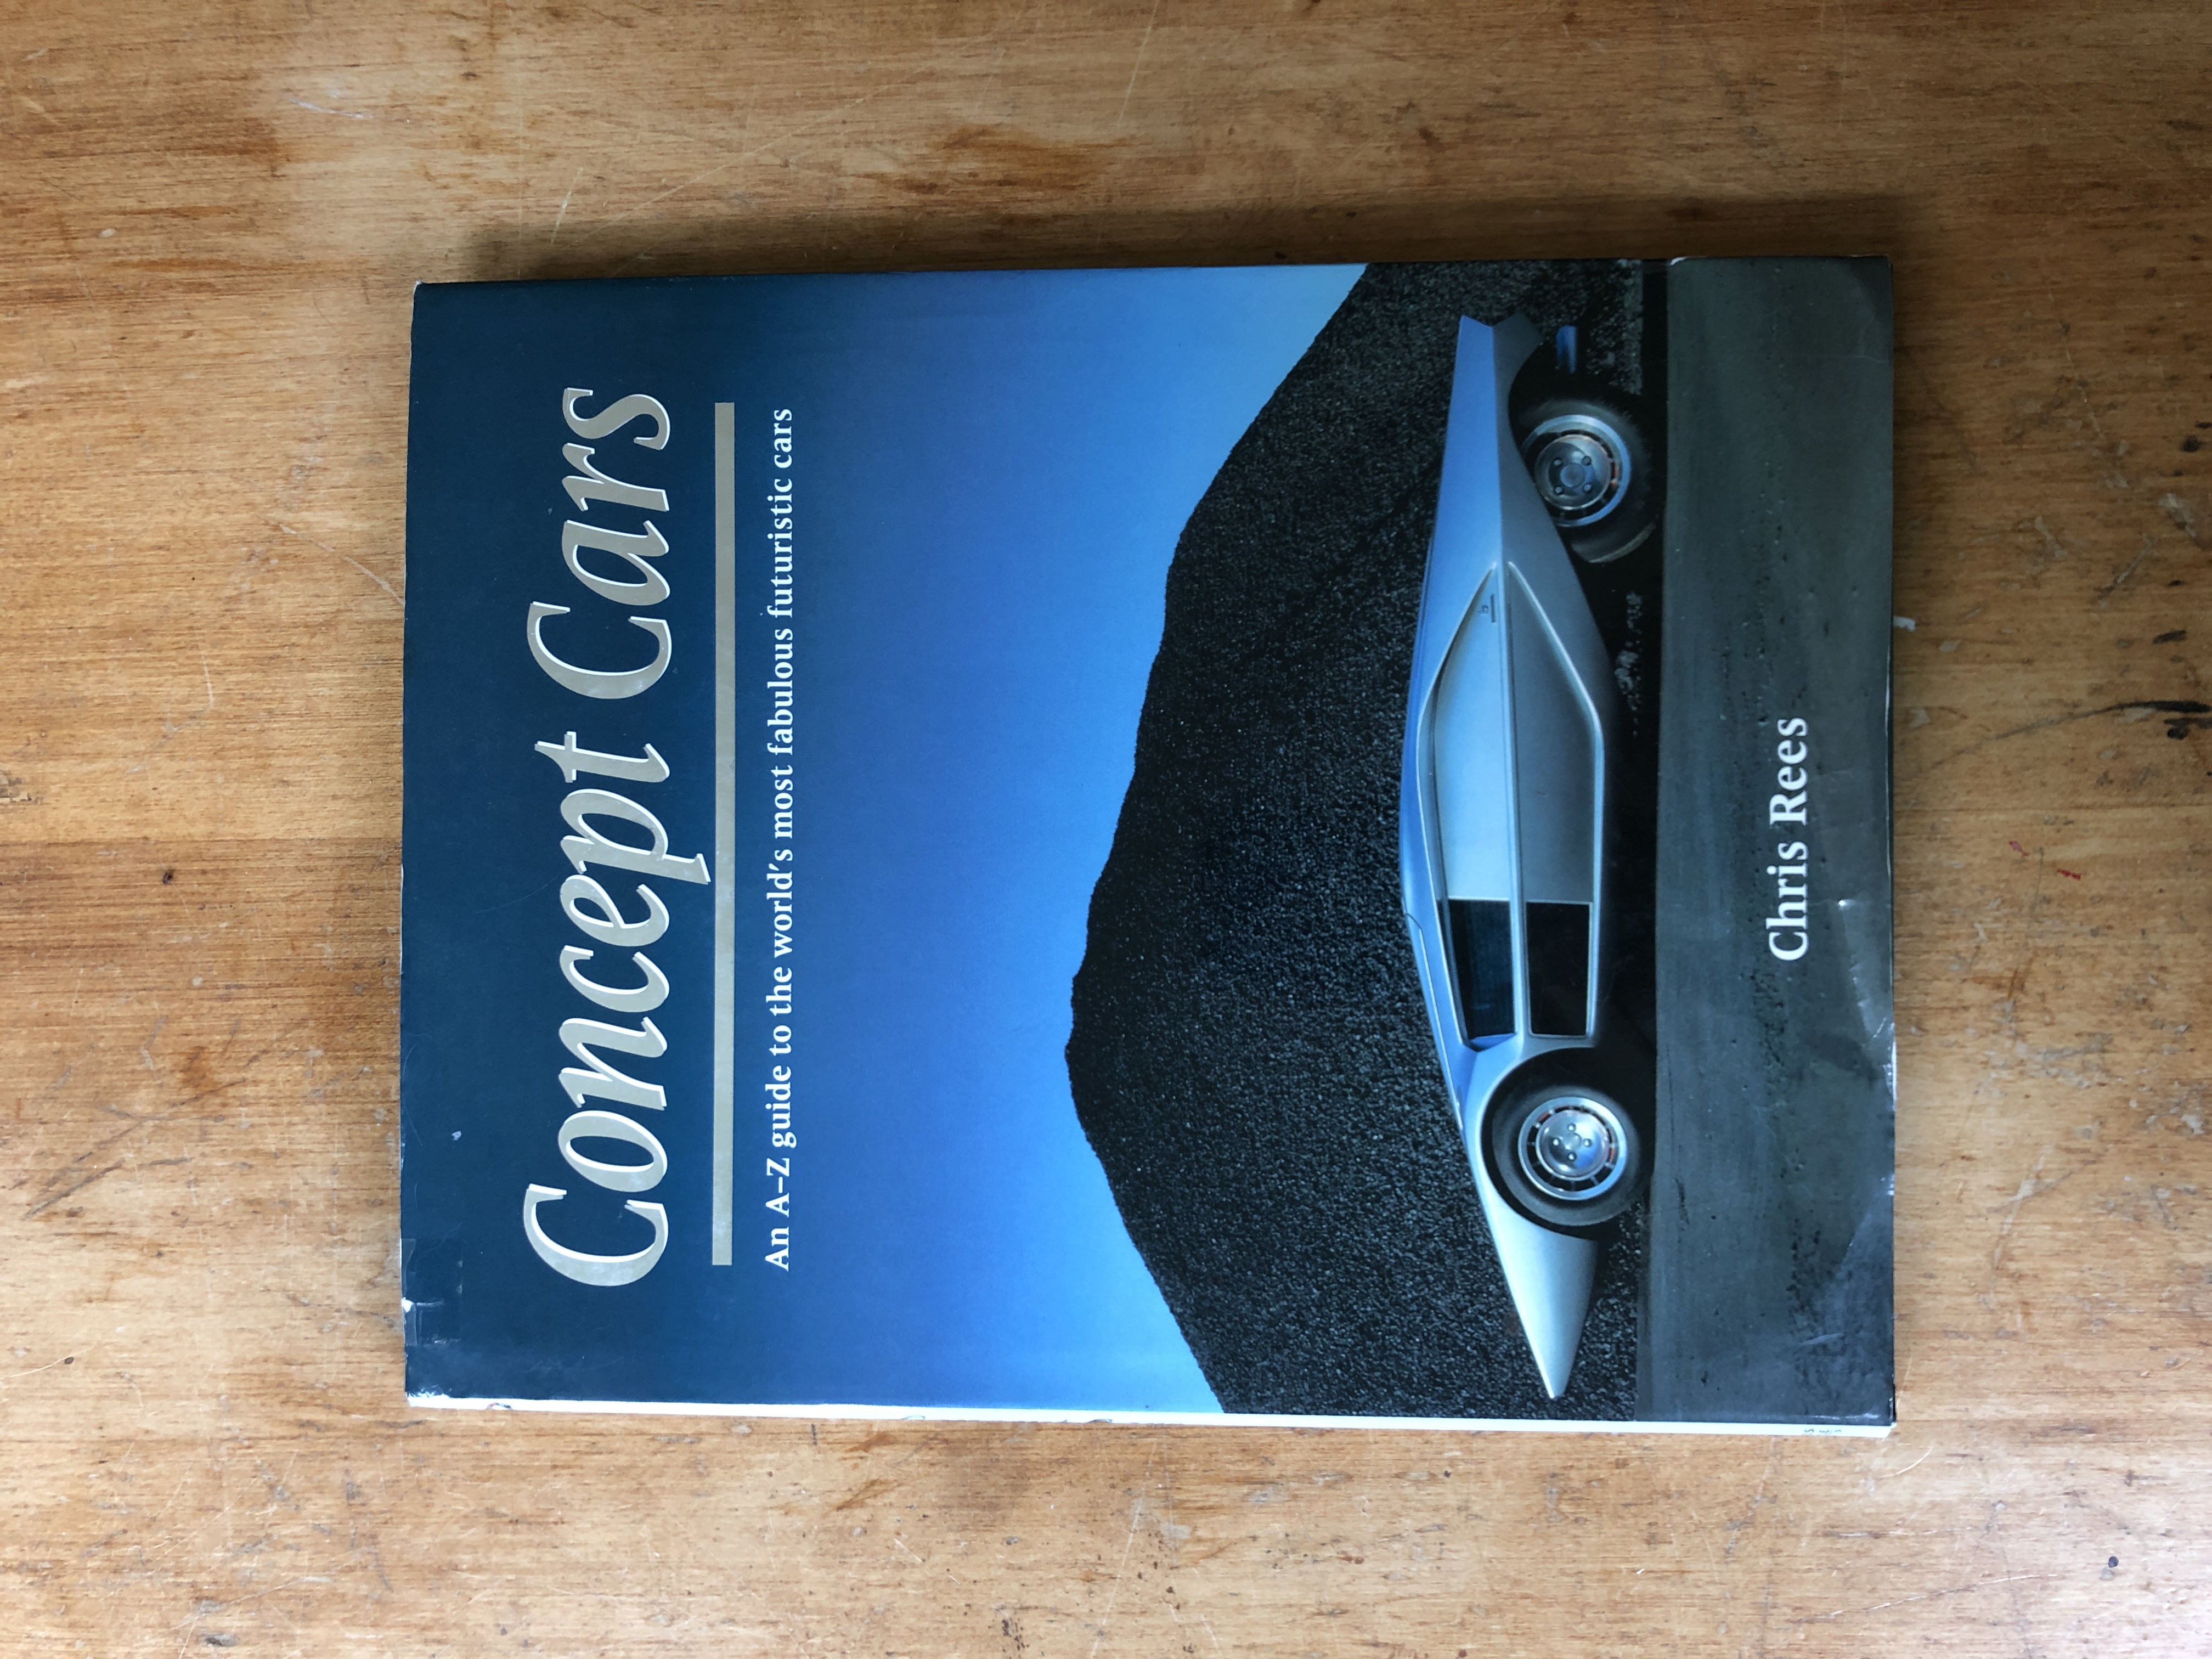 Concept Cars
An A–Z guide to the world's most fabulous futuristic cars
Chris Rees